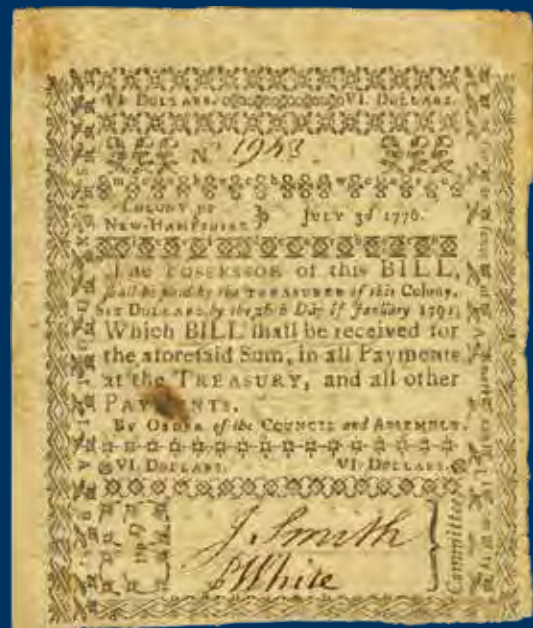 VI DOLLARS. VI. DOLLARS.
No 1943.
COLONY OF
NEW-HAMPSHIRE. JULY 3d 1776.
The POSSESSOR of this BILL,
shall be paid by the TREASURER of this Colony,
SIX DOLLARS, by the 26th Day of January 1791,
Which BILL shall be received for
the aforesaid Sum, in all Payments
at the TREASURY, and all other
PAYMENTS.
BY ORDER of the COUNCIL and ASSEMBLY.
VI. DOLLARS. VI. DOLLARS.
J. Smith
P White
Committee